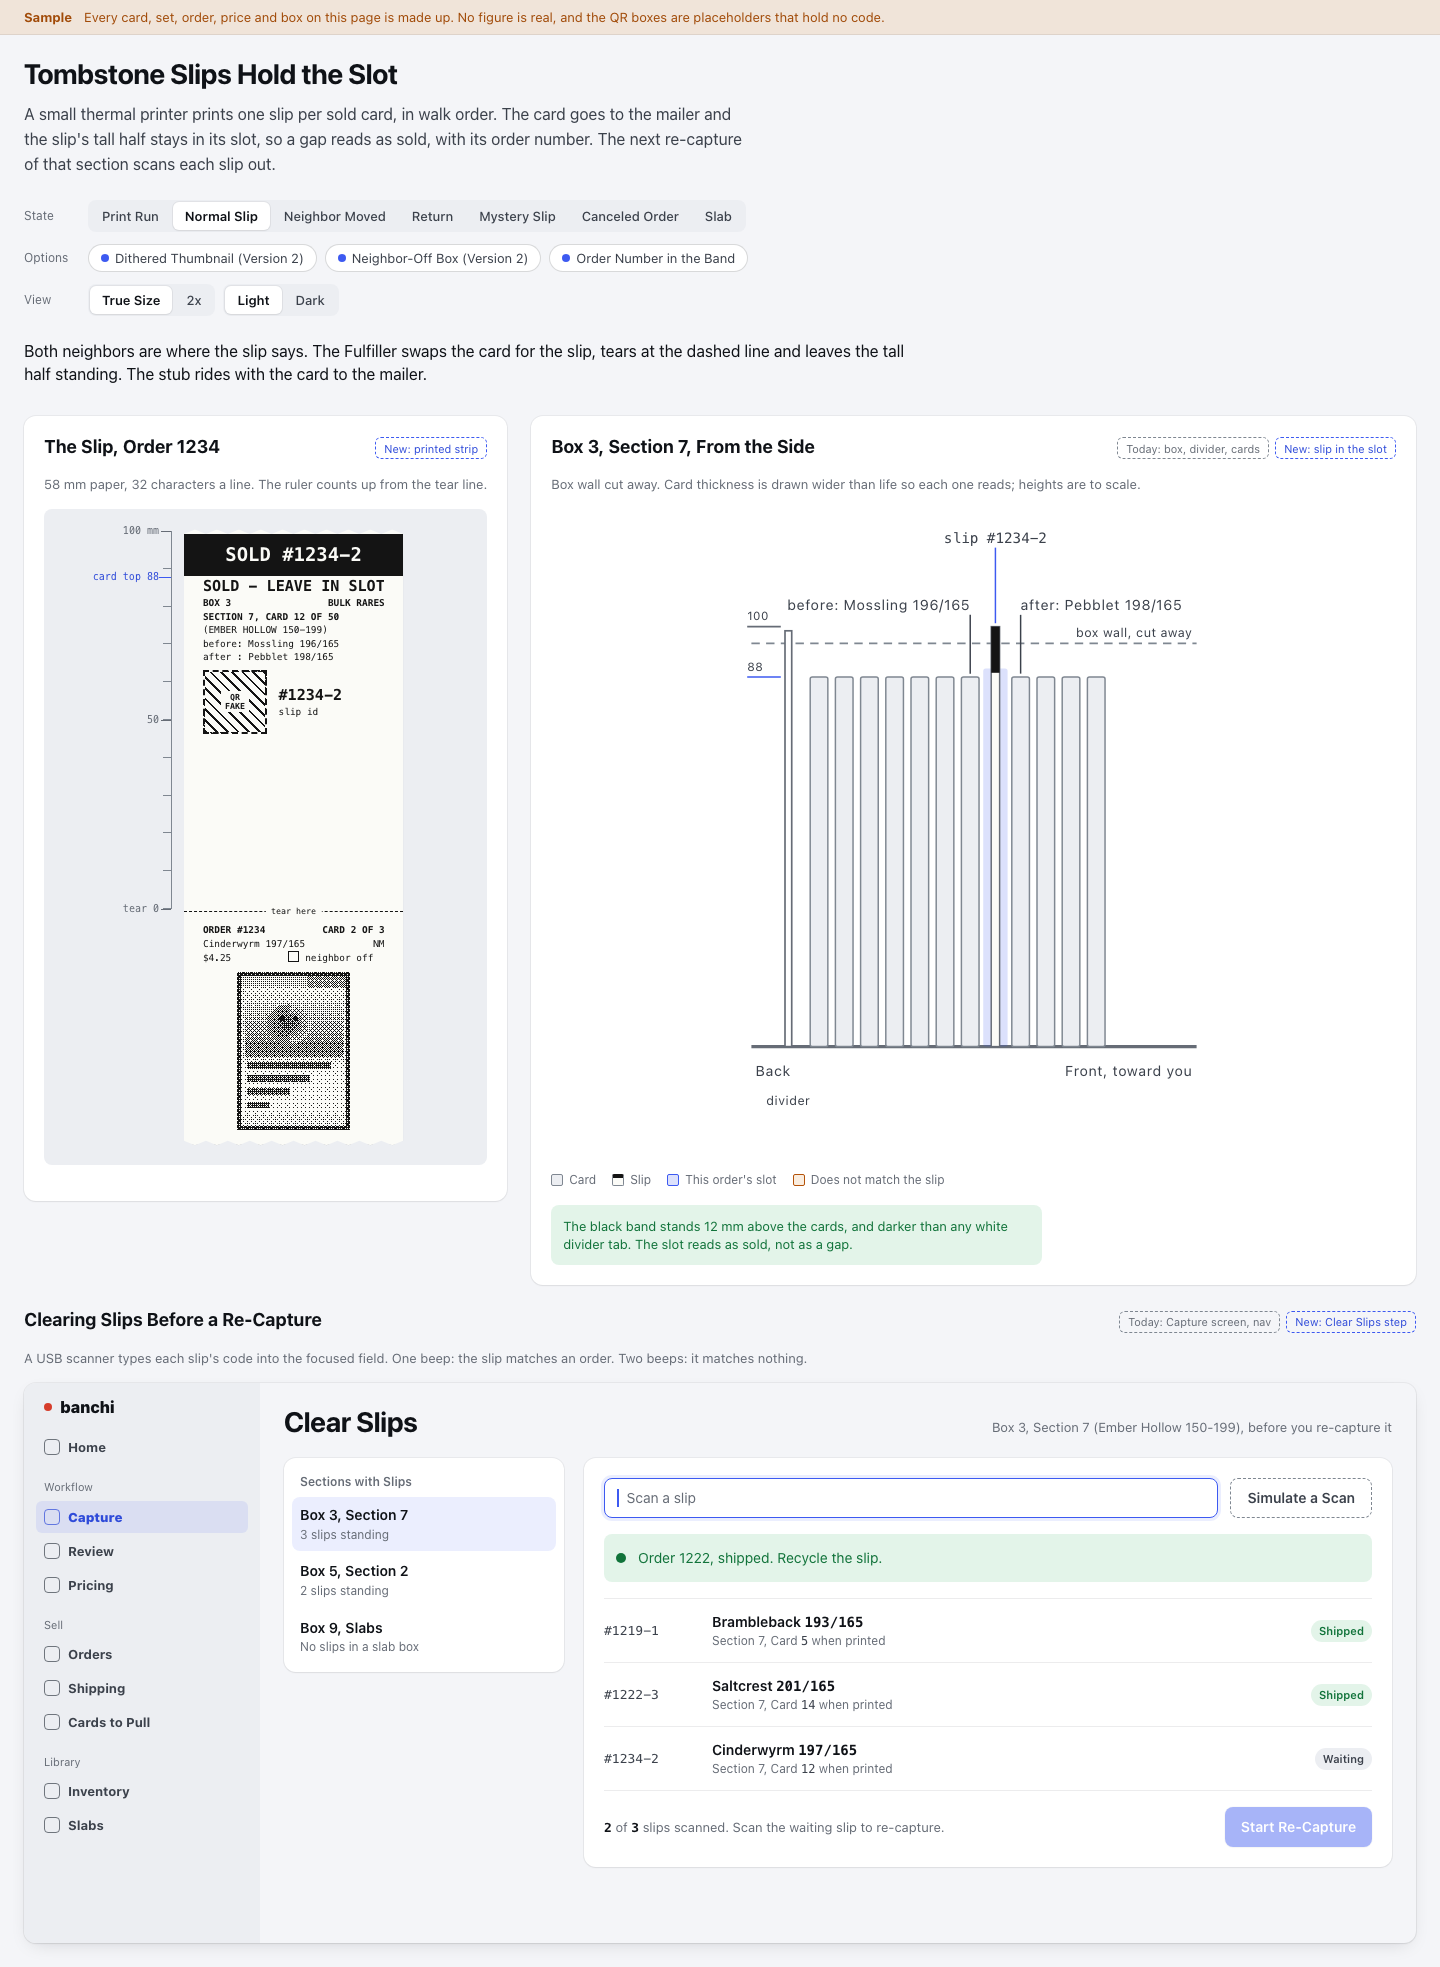 Sample Every card, set, order, price and box on this page is made up. No figure is real, and the QR boxes are placeholders that hold no code.
Tombstone Slips Hold the Slot
A small thermal printer prints one slip per sold card, in walk order. The card goes to the mailer and
the slip's tall half stays in its slot, so a gap reads as sold, with its order number. The next re-capture
of that section scans each slip out.
State Print Run Normal Slip Neighbor Moved Return Mystery Slip Canceled Order Slab
Options Dithered Thumbnail (Version 2) Neighbor-Off Box (Version 2) Order Number in the Band
View True Size 2x Light Dark
Both neighbors are where the slip says. The Fulfiller swaps the card for the slip, tears at the dashed line and leaves the tall
half standing. The stub rides with the card to the mailer.
The Slip, Order 1234 New: printed strip
58 mm paper, 32 characters a line. The ruler counts up from the tear line.
100 mm
card top 88
50
tear 0
SOLD #1234–2
SOLD – LEAVE IN SLOT
BOX 3 BULK RARES
SECTION 7, CARD 12 OF 50
(EMBER HOLLOW 150–199)
before: Mossling 196/165
after : Pebblet 198/165
QR
FAKE
#1234–2
slip id
tear here
ORDER #1234 CARD 2 OF 3
Cinderwyrm 197/165 NM
$4.25 neighbor off
Box 3, Section 7, From the Side Today: box, divider, cards New: slip in the slot
Box wall cut away. Card thickness is drawn wider than life so each one reads; heights are to scale.
slip #1234–2
before: Mossling 196/165 after: Pebblet 198/165
100
box wall, cut away
88
Back Front, toward you
divider
Card Slip This order's slot Does not match the slip
The black band stands 12 mm above the cards, and darker than any white
divider tab. The slot reads as sold, not as a gap.
Clearing Slips Before a Re-Capture Today: Capture screen, nav New: Clear Slips step
A USB scanner types each slip's code into the focused field. One beep: the slip matches an order. Two beeps: it matches nothing.
banchi
Home
Workflow
Capture
Review
Pricing
Sell
Orders
Shipping
Cards to Pull
Library
Inventory
Slabs
Clear Slips Box 3, Section 7 (Ember Hollow 150-199), before you re-capture it
Sections with Slips
Box 3, Section 7
3 slips standing
Box 5, Section 2
2 slips standing
Box 9, Slabs
No slips in a slab box
Scan a slip Simulate a Scan
Order 1222, shipped. Recycle the slip.
#1219–1 Brambleback 193/165 Shipped
Section 7, Card 5 when printed
#1222–3 Saltcrest 201/165 Shipped
Section 7, Card 14 when printed
#1234–2 Cinderwyrm 197/165 Waiting
Section 7, Card 12 when printed
2 of 3 slips scanned. Scan the waiting slip to re-capture. Start Re-Capture